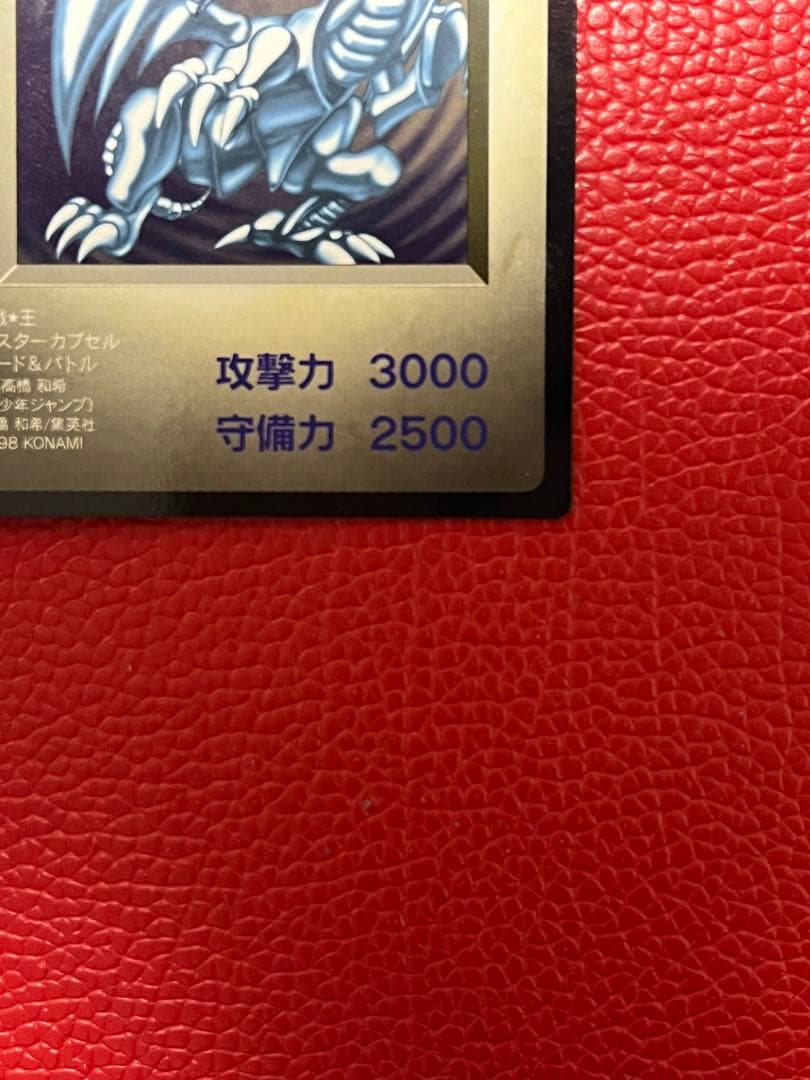 ★王
スターカプセル
ード&バトル
高橋 和希
少年ジャンプ)
和希/集英社
98 KONAMI
攻撃力 3000
守備力 2500